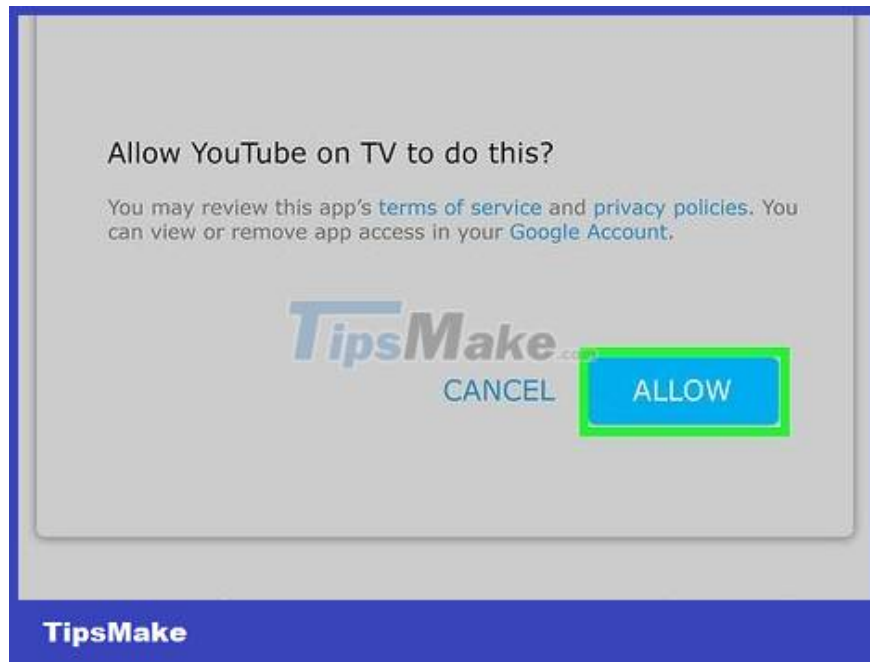 Allow YouTube on TV to do this?
You may review this app's terms of service and privacy policies. You
can view or remove app access in your Google Account.
TipsMake.com
CANCEL ALLOW
TipsMake